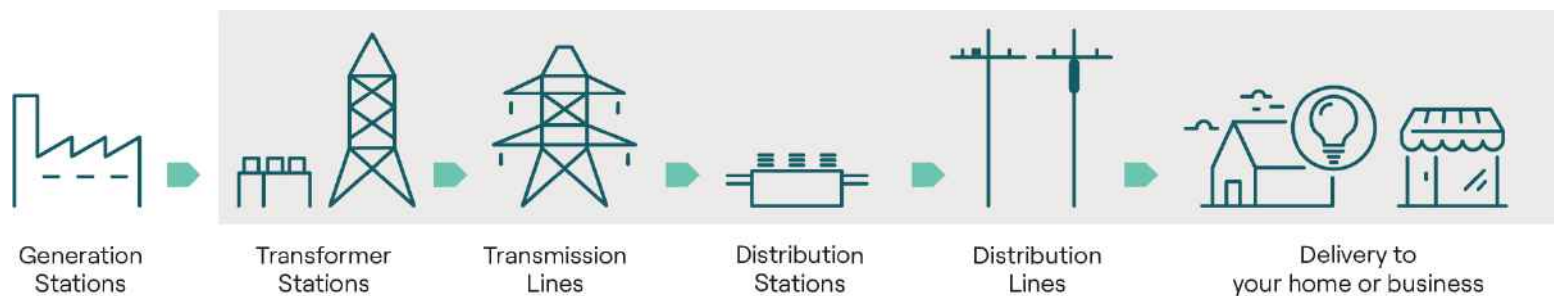 Generation
Stations
Transformer
Stations
Transmission
Lines
Distribution
Stations
Distribution
Lines
Delivery to
your home or business